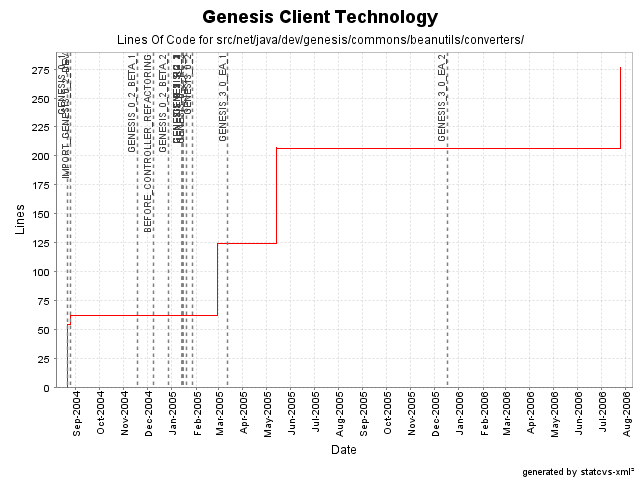 Genesis Client Technology
Lines Of Code for src/net/java/dev/genesis/commons/beanutils/converters/
Lines
275
250
225
200
175
150
125
100
75
50
25
0
GENESIS_0_2_BETA_1
BEFORE_CONTROLLER_REFACTORING
GENESIS_0_2_BETA_2
GENESIS_3_0_EA_1
GENESIS_3_0_EA_2
Sep-2004
Oct-2004
Nov-2004
Dec-2004
Jan-2005
Feb-2005
Mar-2005
Apr-2005
May-2005
Jun-2005
Jul-2005
Aug-2005
Sep-2005
Oct-2005
Nov-2005
Dec-2005
Jan-2006
Feb-2006
Mar-2006
Apr-2006
May-2006
Jun-2006
Jul-2006
Aug-2006
Date
generated by statcvs-xml²